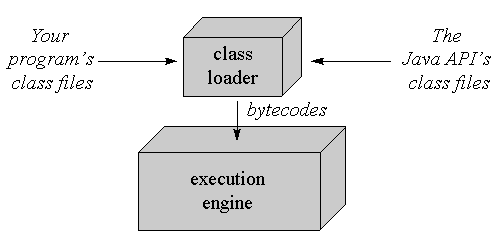 Your
program's
class files
class
loader
The
Java API's
class files
bytecodes
execution
engine